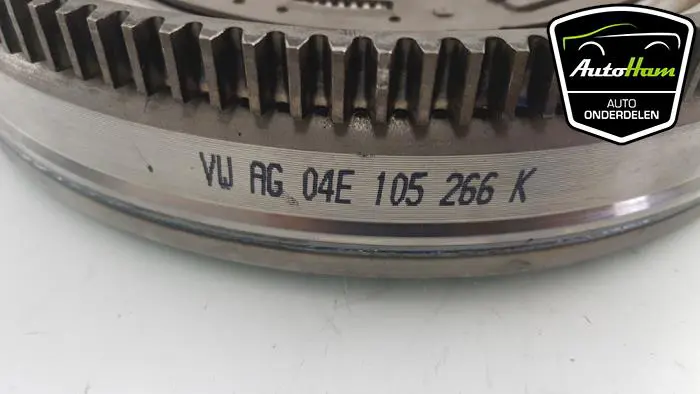 AutoHam
AUTO
ONDERDELEN
VW AG 04E 105 266 K